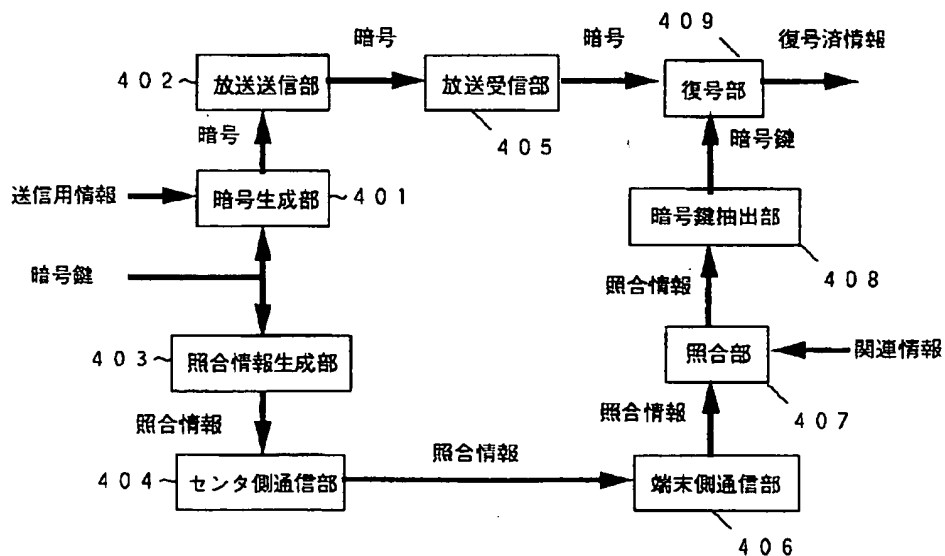 ４０９
暗号
暗号
復号済情報
４０２～
放送送信部
放送受信部
復号部
暗号
４０５
暗号鍵
送信用情報
暗号生成部
～４０１
暗号鍵抽出部
暗号鍵
４０８
照合情報
４０３～
照合情報生成部
照合部
関連情報
照合情報
照合情報
４０７
照合情報
４０４～
センタ側通信部
端末側通信部
４０６